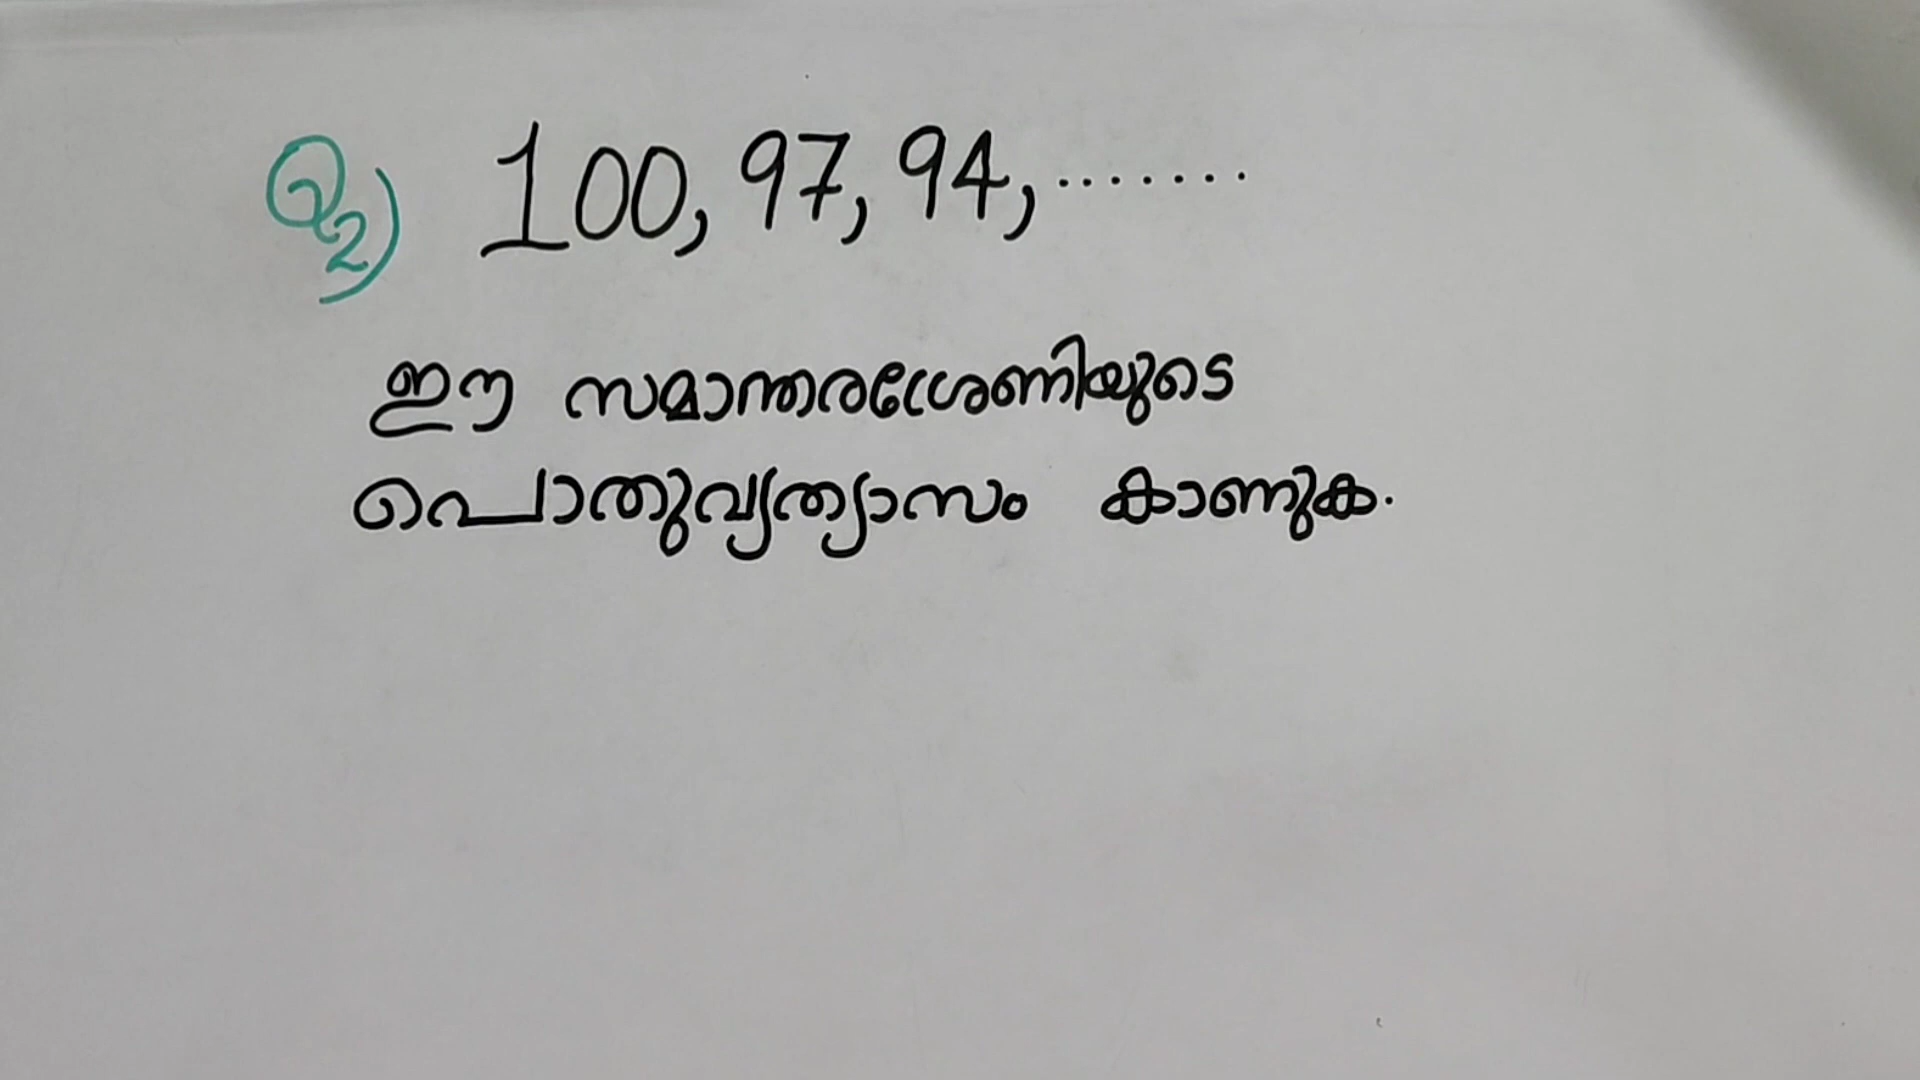 Q2) 100, 97, 94, ........
ഈ സമാന്തരശ്രേണിയുടെ
പൊതുവ്യത്യാസം കാണുക.